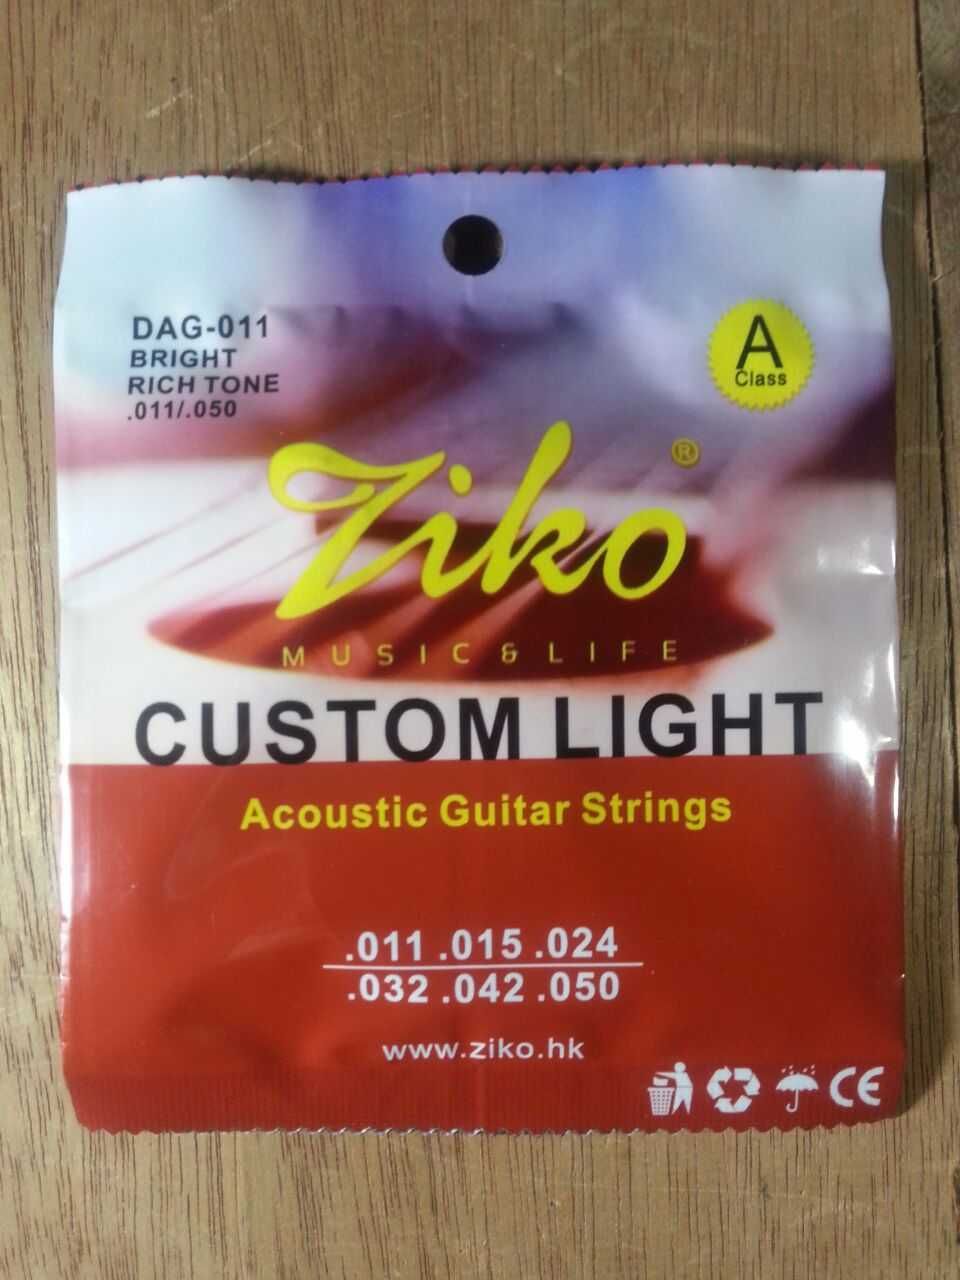 DAG-011
BRIGHT
RICH TONE
.011/.050
A
Class
Ziko®
MUSIC & LIFE
CUSTOM LIGHT
Acoustic Guitar Strings
.011 .015 .024
.032 .042 .050
www.ziko.hk
CE